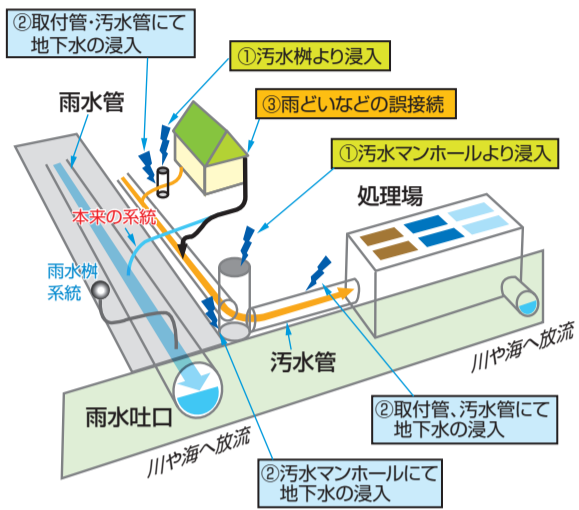 ②取付管・汚水管にて
地下水の浸入
①汚水桝より浸入
③雨どいなどの誤接続
雨水管
①汚水マンホールより浸入
処理場
本来の系統
雨水桝
系統
汚水管
川や海へ放流
雨水吐口
②取付管、汚水管にて
地下水の浸入
川や海へ放流
②汚水マンホールにて
地下水の浸入